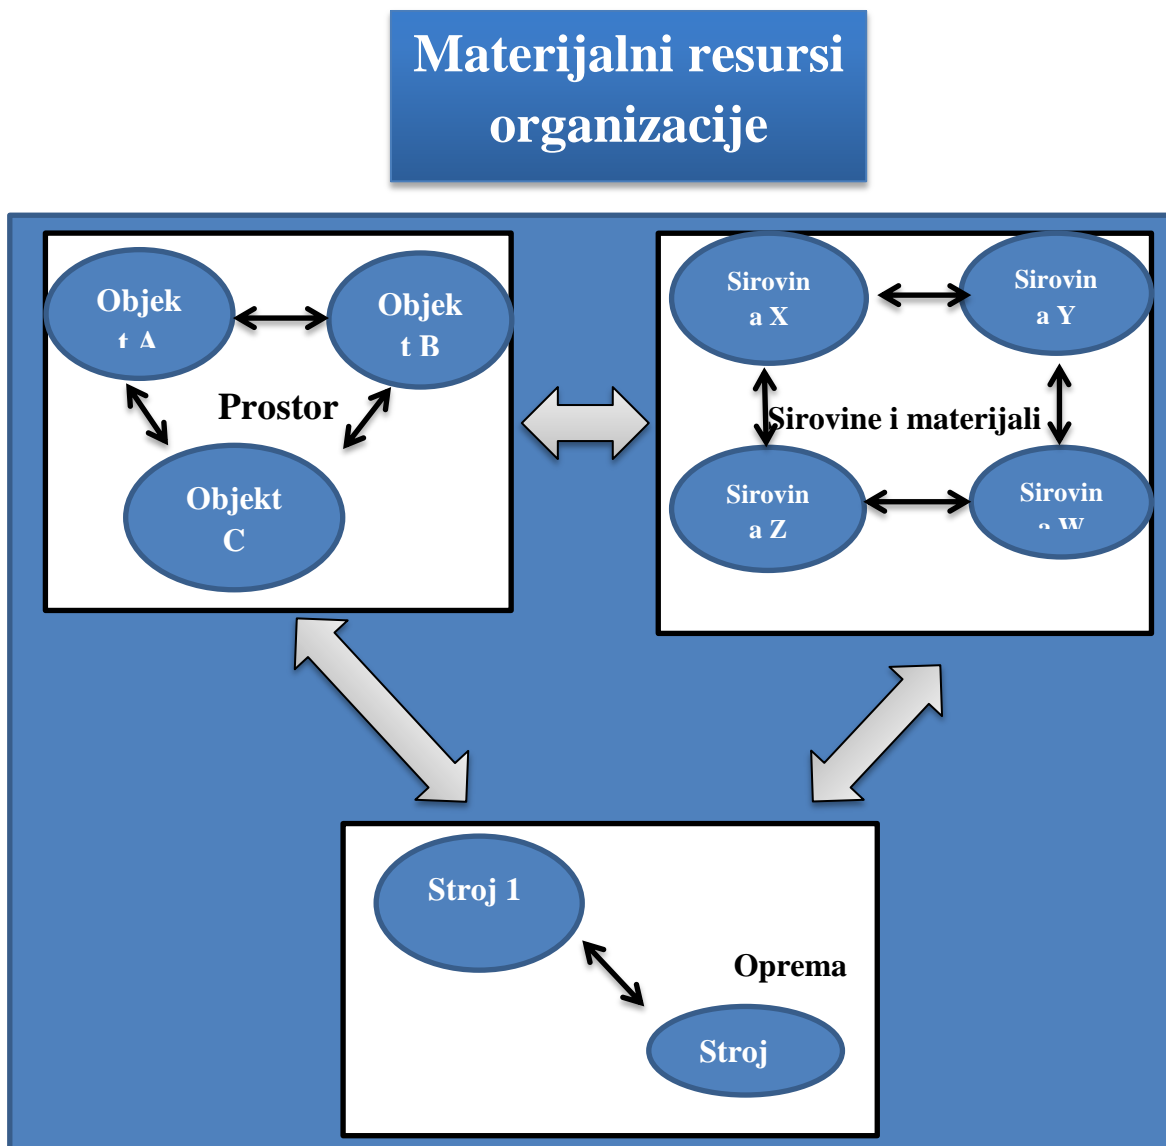 Materijalni resursi
organizacije
Objek
t A
Objek
t B
Prostor
Objekt
C
Sirovin
a X
Sirovin
a Y
Sirovine i materijali
Sirovin
a Z
Sirovin
a W
Stroj 1
Oprema
Stroj